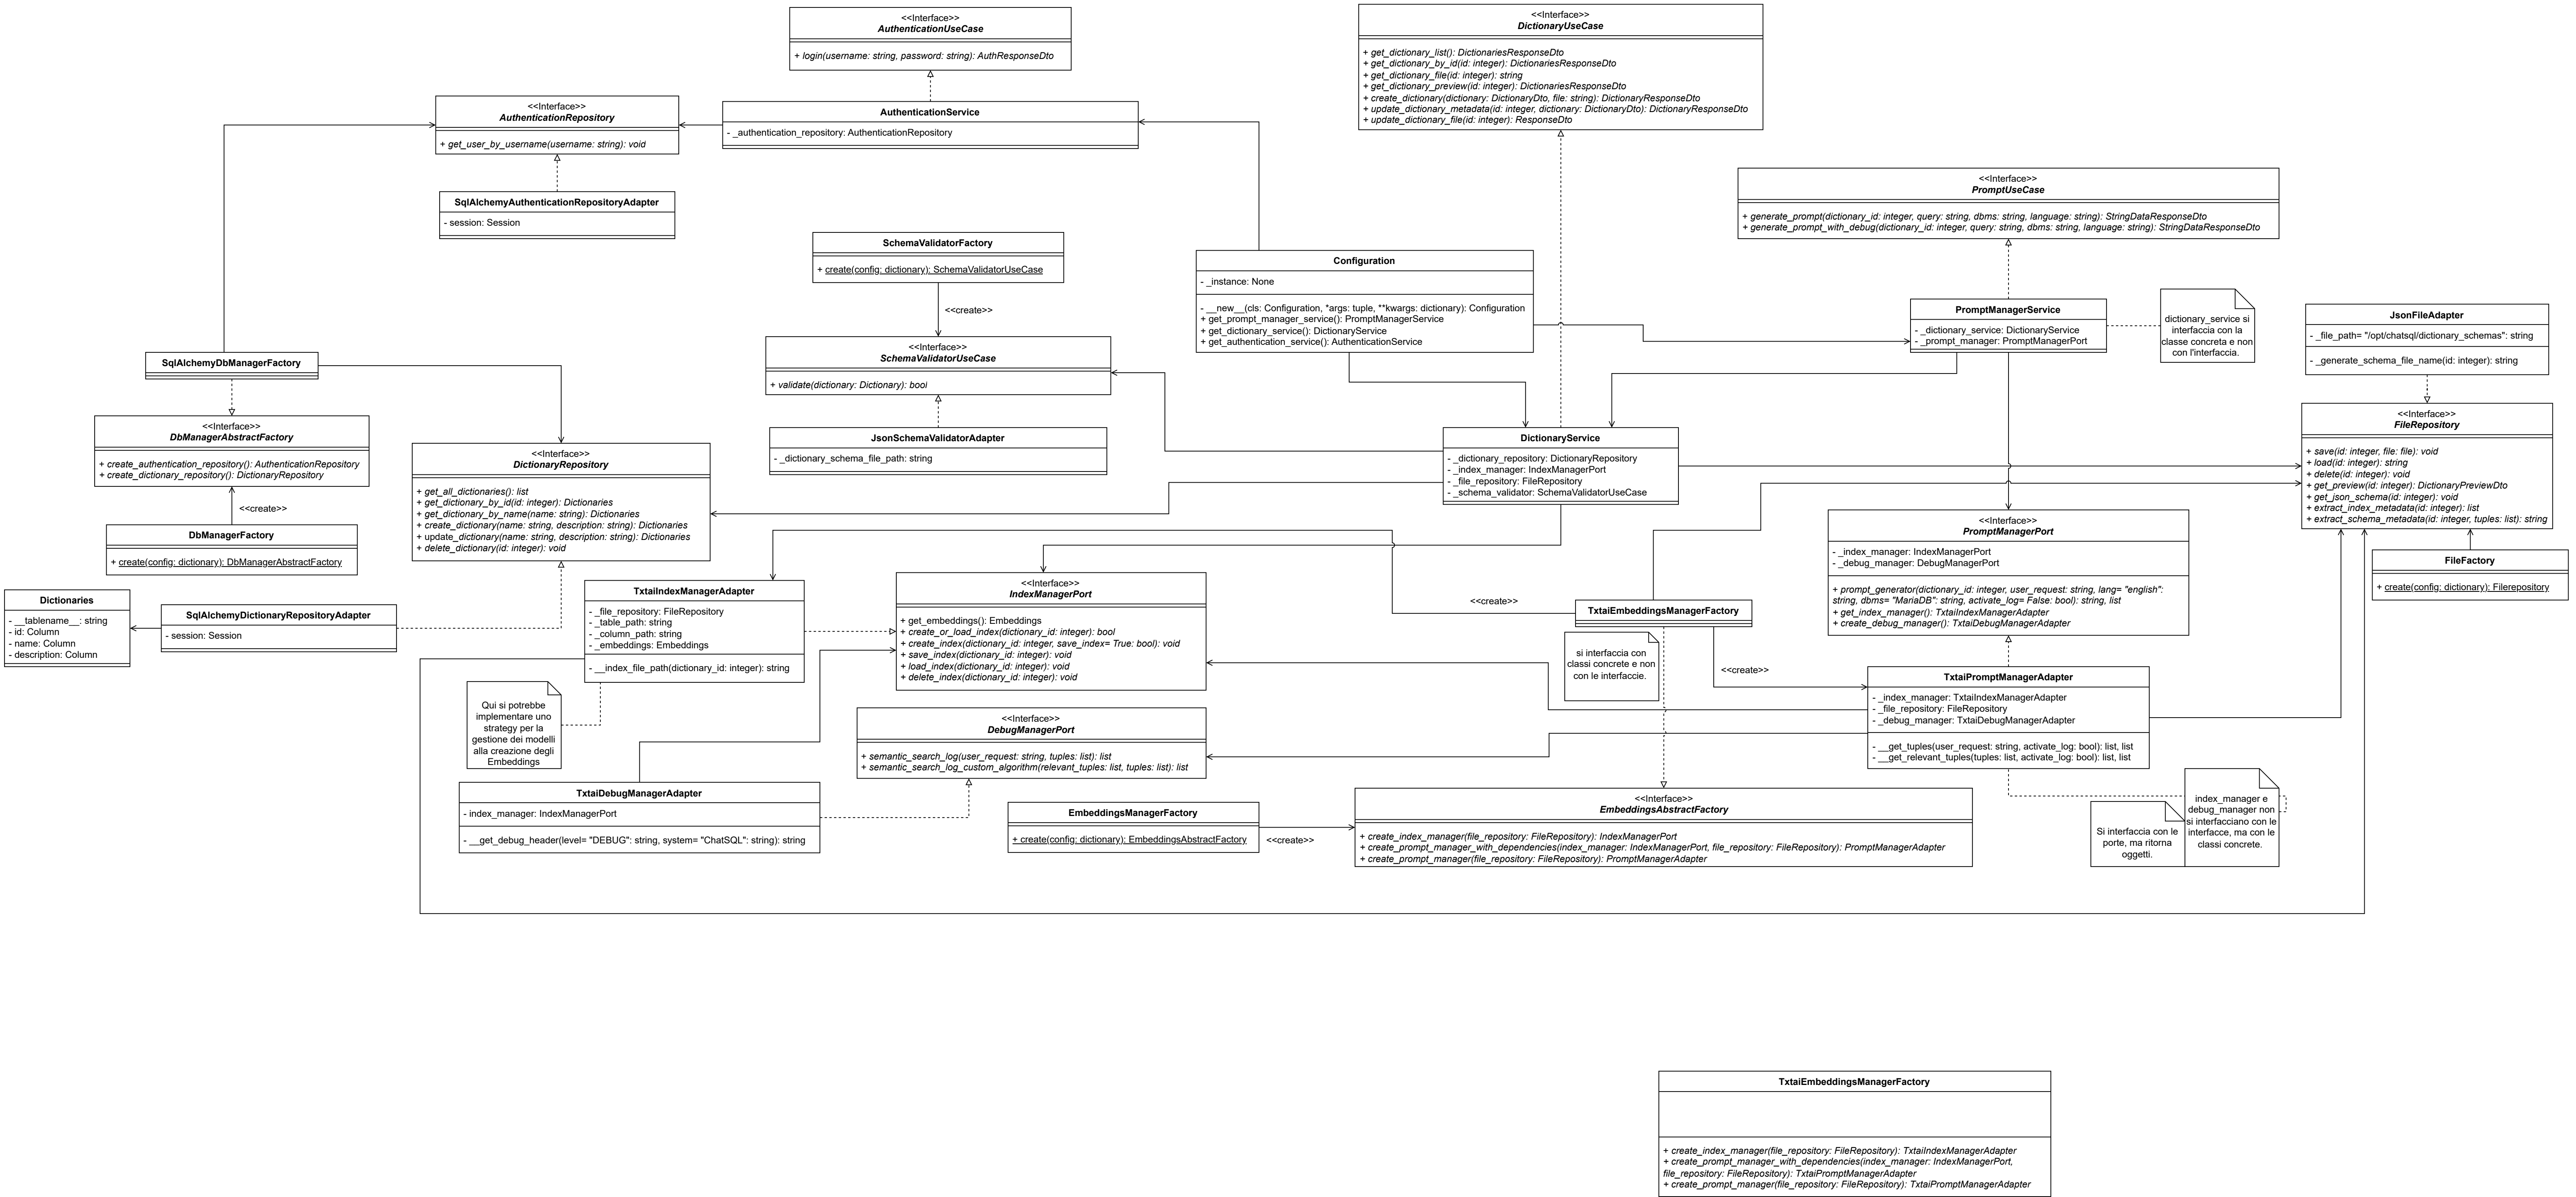 <<Interface>>
AuthenticationUseCase
+ login(username: string, password: string): AuthResponseDto
<<Interface>>
DictionaryUseCase
+ get_dictionary_list(): DictionariesResponseDto
+ get_dictionary_by_id(id: integer): DictionariesResponseDto
+ get_dictionary_file(id: integer): string
+ get_dictionary_preview(id: integer): DictionariesResponseDto
+ create_dictionary(dictionary: DictionaryDto, file: string): DictionaryResponseDto
+ update_dictionary_metadata(id: integer, dictionary: DictionaryDto): DictionaryResponseDto
+ update_dictionary_file(id: integer): ResponseDto
<<Interface>>
AuthenticationRepository
+ get_user_by_username(username: string): void
AuthenticationService
- _authentication_repository: AuthenticationRepository
SqlAlchemyAuthenticationRepositoryAdapter
- session: Session
<<Interface>>
PromptUseCase
+ generate_prompt(dictionary_id: integer, query: string, dbms: string, language: string): StringDataResponseDto
+ generate_prompt_with_debug(dictionary_id: integer, query: string, dbms: string, language: string): StringDataResponseDto
SchemaValidatorFactory
+ create(config: dictionary): SchemaValidatorUseCase
<<create>>
Configuration
- _instance: None
- __new__(cls: Configuration, *args: tuple, **kwargs: dictionary): Configuration
+ get_prompt_manager_service(): PromptManagerService
+ get_dictionary_service(): DictionaryService
+ get_authentication_service(): AuthenticationService
PromptManagerService
- _dictionary_service: DictionaryService
- _prompt_manager: PromptManagerPort
dictionary_service si
interfaccia con la
classe concreta e non
con l'interfaccia.
JsonFileAdapter
- _file_path= "/opt/chatsql/dictionary_schemas": string
- _generate_schema_file_name(id: integer): string
<<Interface>>
SchemaValidatorUseCase
+ validate(dictionary: Dictionary): bool
SqlAlchemyDbManagerFactory
<<Interface>>
DbManagerAbstractFactory
+ create_authentication_repository(): AuthenticationRepository
+ create_dictionary_repository(): DictionaryRepository
<<create>>
DbManagerFactory
+ create(config: dictionary): DbManagerAbstractFactory
<<Interface>>
DictionaryRepository
+ get_all_dictionaries(): list
+ get_dictionary_by_id(id: integer): Dictionaries
+ get_dictionary_by_name(name: string): Dictionaries
+ create_dictionary(name: string, description: string): Dictionaries
+ update_dictionary(name: string, description: string): Dictionaries
+ delete_dictionary(id: integer): void
JsonSchemaValidatorAdapter
- _dictionary_schema_file_path: string
DictionaryService
- _dictionary_repository: DictionaryRepository
- _index_manager: IndexManagerPort
- _file_repository: FileRepository
- _schema_validator: SchemaValidatorUseCase
<<Interface>>
FileRepository
+ save(id: integer, file: file): void
+ load(id: integer): string
+ delete(id: integer): void
+ get_preview(id: integer): DictionaryPreviewDto
+ get_json_schema(id: integer): void
+ extract_index_metadata(id: integer): list
+ extract_schema_metadata(id: integer, tuples: list): string
FileFactory
+ create(config: dictionary): Filerepository
<<Interface>>
PromptManagerPort
- _index_manager: IndexManagerPort
- _debug_manager: DebugManagerPort
+ prompt_generator(dictionary_id: integer, user_request: string, lang= "english":
string, dbms= "MariaDB": string, activate_log= False: bool): string, list
+ get_index_manager(): TxtaiIndexManagerAdapter
+ create_debug_manager(): TxtaiDebugManagerAdapter
Dictionaries
- __tablename__: string
- id: Column
- name: Column
- description: Column
SqlAlchemyDictionaryRepositoryAdapter
- session: Session
TxtaiIndexManagerAdapter
- _file_repository: FileRepository
- _table_path: string
- _column_path: string
- _embeddings: Embeddings
- __index_file_path(dictionary_id: integer): string
<<Interface>>
IndexManagerPort
+ get_embeddings(): Embeddings
+ create_or_load_index(dictionary_id: integer): bool
+ create_index(dictionary_id: integer, save_index= True: bool): void
+ save_index(dictionary_id: integer): void
+ load_index(dictionary_id: integer): void
+ delete_index(dictionary_id: integer): void
<<create>>
TxtaiEmbeddingsManagerFactory
si interfaccia con
classi concrete e non
con le interfaccie.
<<create>>
TxtaiPromptManagerAdapter
- _index_manager: TxtaiIndexManagerAdapter
- _file_repository: FileRepository
- _debug_manager: TxtaiDebugManagerAdapter
- __get_tuples(user_request: string, activate_log: bool): list, list
- __get_relevant_tuples(tuples: list, activate_log: bool): list, list
Qui si potrebbe
implementare uno
strategy per la
gestione dei modelli
alla creazione degli
Embeddings
<<Interface>>
DebugManagerPort
+ semantic_search_log(user_request: string, tuples: list): list
+ semantic_search_log_custom_algorithm(relevant_tuples: list, tuples: list): list
TxtaiDebugManagerAdapter
- index_manager: IndexManagerPort
- __get_debug_header(level= "DEBUG": string, system= "ChatSQL": string): string
EmbeddingsManagerFactory
+ create(config: dictionary): EmbeddingsAbstractFactory
<<create>>
<<Interface>>
EmbeddingsAbstractFactory
+ create_index_manager(file_repository: FileRepository): IndexManagerPort
+ create_prompt_manager_with_dependencies(index_manager: IndexManagerPort, file_repository: FileRepository): PromptManagerAdapter
+ create_prompt_manager(file_repository: FileRepository): PromptManagerAdapter
Si interfaccia con le
porte, ma ritorna
oggetti.
index_manager e
debug_manager non
si interfacciano con le
interfacce, ma con le
classi concrete.
TxtaiEmbeddingsManagerFactory
+ create_index_manager(file_repository: FileRepository): TxtaiIndexManagerAdapter
+ create_prompt_manager_with_dependencies(index_manager: IndexManagerPort,
file_repository: FileRepository): TxtaiPromptManagerAdapter
+ create_prompt_manager(file_repository: FileRepository): TxtaiPromptManagerAdapter